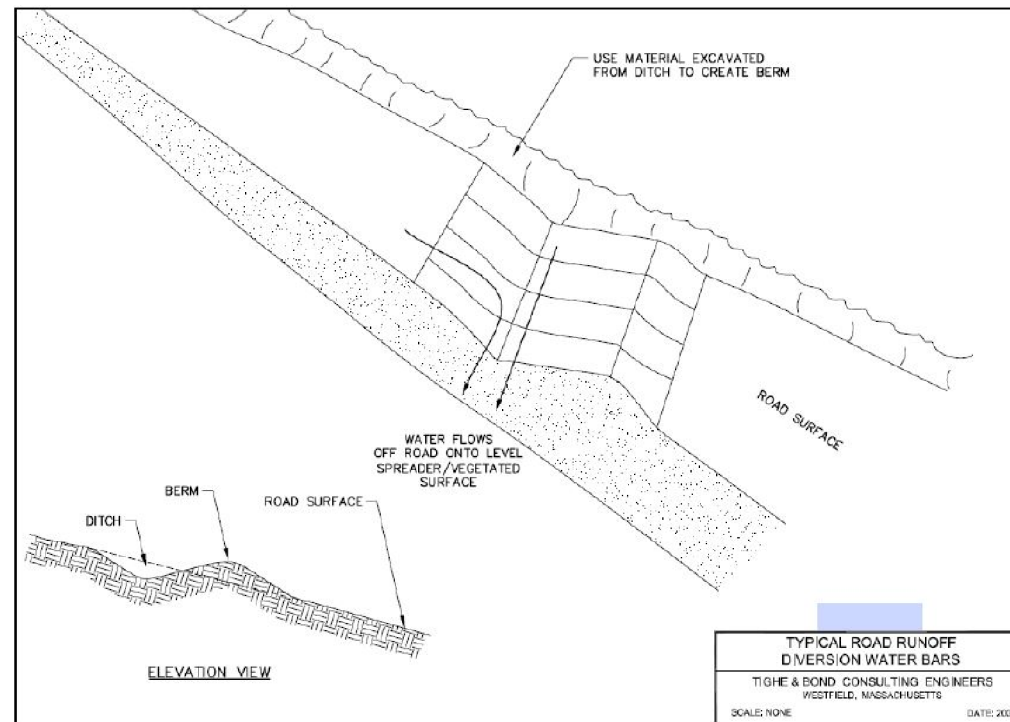 USE MATERIAL EXCAVATED
FROM DITCH TO CREATE BERM
ROAD SURFACE
WATER FLOWS
OFF ROAD ONTO LEVEL
SPREADER/VEGETATED
SURFACE
BERM
ROAD SURFACE
DITCH
ELEVATION VIEW
TYPICAL ROAD RUNOFF
DIVERSION WATER BARS
TIGHE & BOND CONSULTING ENGINEERS
WESTFIELD, MASSACHUSETTS
SCALE: NONE DATE: